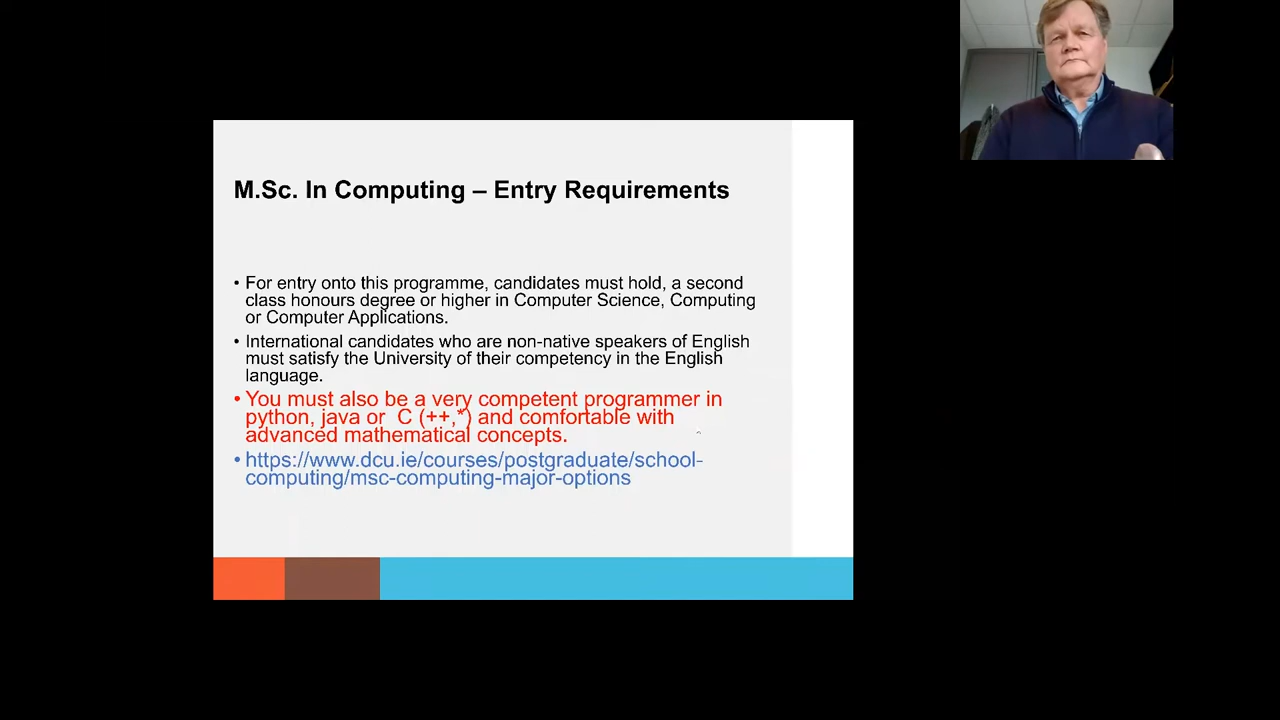 M.Sc. In Computing – Entry Requirements
• For entry onto this programme, candidates must hold, a second
class honours degree or higher in Computer Science, Computing
or Computer Applications.
• International candidates who are non-native speakers of English
must satisfy the University of their competency in the English
language.
• You must also be a very competent programmer in
python, java or  C (++,*) and comfortable with
advanced mathematical concepts.
• https://www.dcu.ie/courses/postgraduate/school-
computing/msc-computing-major-options